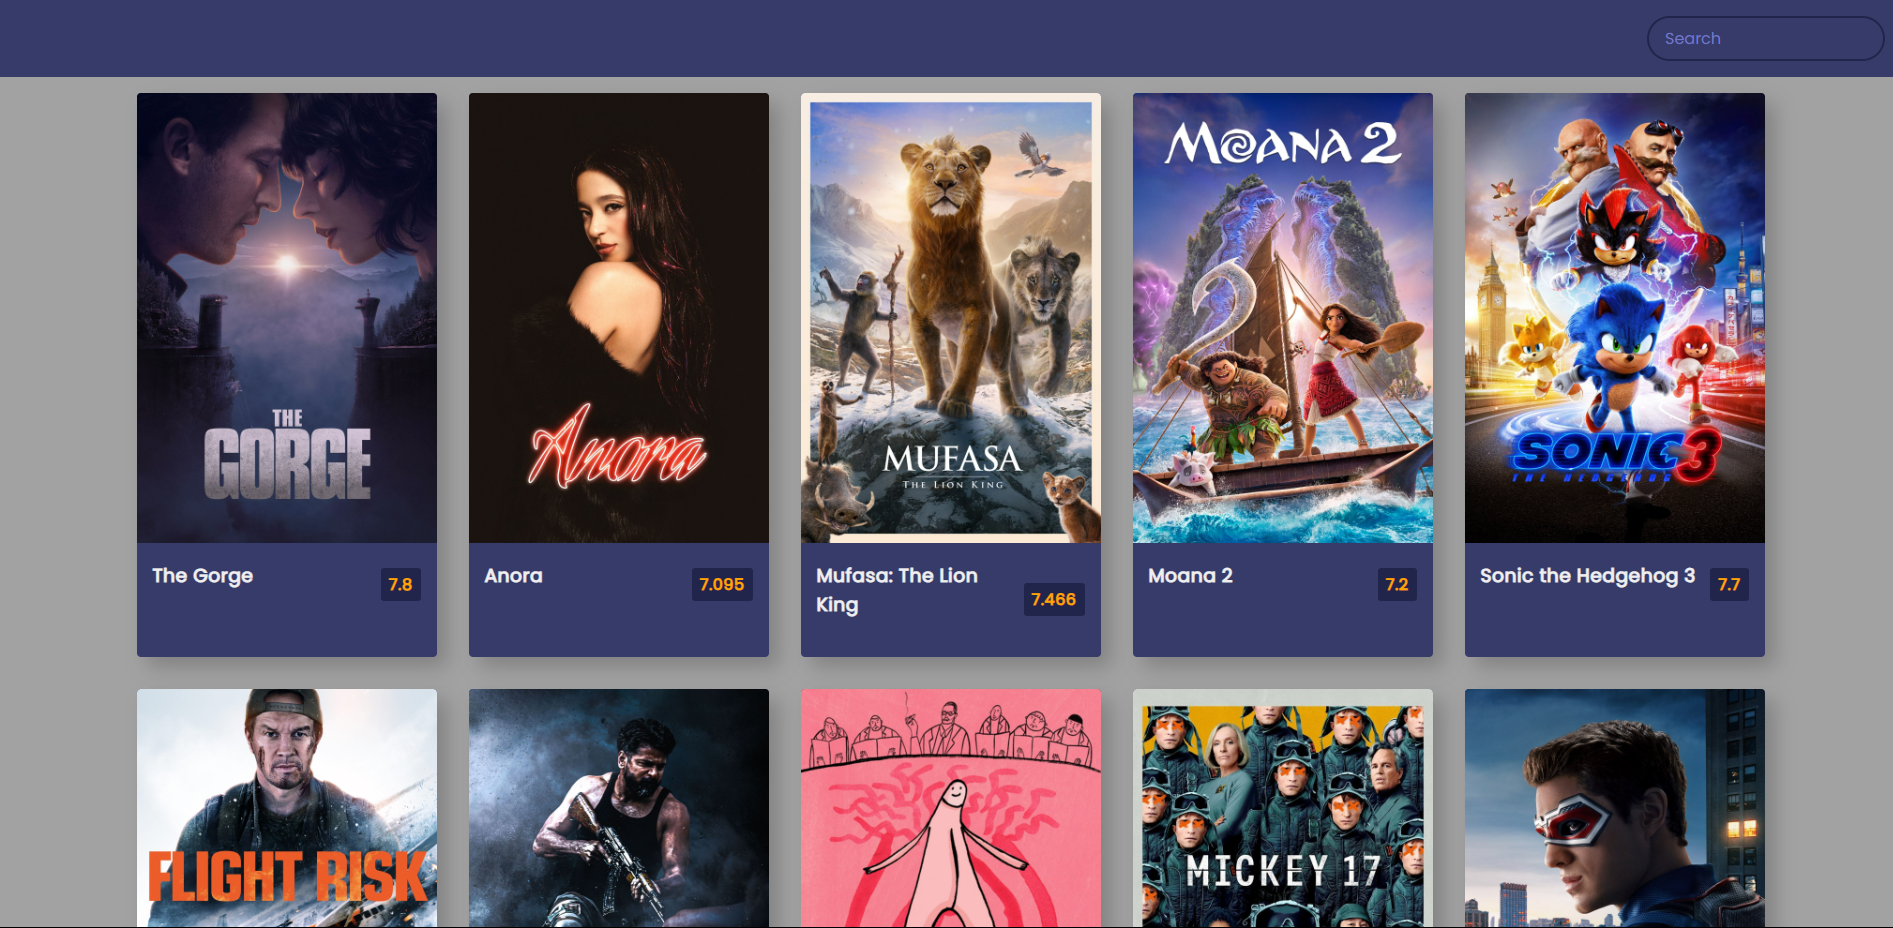 Search
THE
GORGE
Anora
MUFASA
THE LION KING
MOANA 2
SONIC 3
THE HEDGEHOG
The Gorge
7.8
Anora
7.095
Mufasa: The Lion
King
7.466
Moana 2
7.2
Sonic the Hedgehog 3
7.7
FLIGHT RISK
MICKEY 17